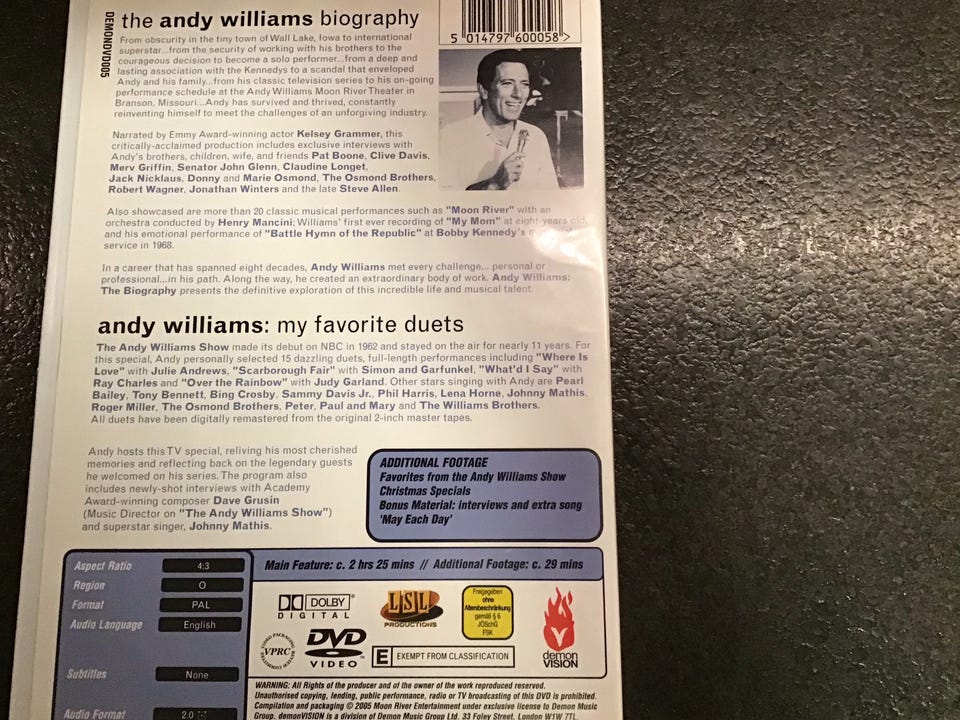 DEMONDVD005
the andy williams biography
5 014797 600058 >
From obscurity in the tiny town of Wall Lake, Iowa to international
superstar...from the security of working with his brothers to the
courageous decision to become a solo performer...from a deep and
lasting association with the Kennedys to a scandal that enveloped
Andy and his family...from his classic television series to his on-going
performance schedule at the Andy Williams Moon River Theater in
Branson, Missouri...Andy has survived and thrived, constantly
reinventing himself to meet the challenges of an unforgiving industry.
Narrated by Emmy Award-winning actor Kelsey Grammer, this
critically-acclaimed production includes exclusive interviews with
Andy's brothers, children, wife, and friends Pat Boone, Clive Davis,
Merv Griffin, Senator John Glenn, Claudine Longet,
Jack Nicklaus, Donny and Marie Osmond, The Osmond Brothers,
Robert Wagner, Jonathan Winters and the late Steve Allen.
Also showcased are more than 20 classic musical performances such as "Moon River" with an
orchestra conducted by Henry Mancini; Williams' first ever recording of "My Mom" at eight years old,
and his emotional performance of "Battle Hymn of the Republic" at Bobby Kennedy's
service in 1968.
In a career that has spanned eight decades, Andy Williams met every challenge... personal or
professional...in his path. Along the way, he created an extraordinary body of work. Andy Williams:
The Biography presents the definitive exploration of this incredible life and musical talent.
andy williams: my favorite duets
The Andy Williams Show made its debut on NBC in 1962 and stayed on the air for nearly 11 years. For
this special, Andy personally selected 15 dazzling duets, full-length performances including "Where Is
Love" with Julie Andrews, "Scarborough Fair" with Simon and Garfunkel, "What'd I Say" with
Ray Charles and "Over the Rainbow" with Judy Garland. Other stars singing with Andy are Pearl
Bailey, Tony Bennett, Bing Crosby, Sammy Davis Jr., Phil Harris, Lena Horne, Johnny Mathis,
Roger Miller, The Osmond Brothers, Peter, Paul and Mary and The Williams Brothers.
All duets have been digitally remastered from the original 2-inch master tapes.
Andy hosts this TV special, reliving his most cherished
memories and reflecting back on the legendary guests
he welcomed on his series. The program also
includes newly-shot interviews with Academy
Award-winning composer Dave Grusin
(Music Director on "The Andy Williams Show")
and superstar singer, Johnny Mathis.
ADDITIONAL FOOTAGE
Favorites from the Andy Williams Show
Christmas Specials
Bonus Material: interviews and extra song
'May Each Day'
Aspect Ratio 4:3
Region O
Format PAL
Audio Language English
Subtitles None
Audio Format 2.0
Main Feature: c. 2 hrs 25 mins // Additional Footage: c. 29 mins
DOLBY
DIGITAL
LSL
PRODUCTIONS
Freigegeben
ohne
Altersbeschränkung
gemäß § 6
JÖSchG
FSK
VIDEO PACKAGING REVIEW COMMITTEE
VPRC
DVD
VIDEO
E EXEMPT FROM CLASSIFICATION
demon
VISION
WARNING: All Rights of the producer and of the owner of the work reproduced reserved.
Unauthorised copying, lending, public performance, radio or TV broadcasting of this DVD is prohibited.
Compilation and packaging © 2005 Moon River Entertainment under exclusive license to Demon Music
Group. demonVISION is a division of Demon Music Group Ltd. 33 Foley Street, London W1W 7TL.